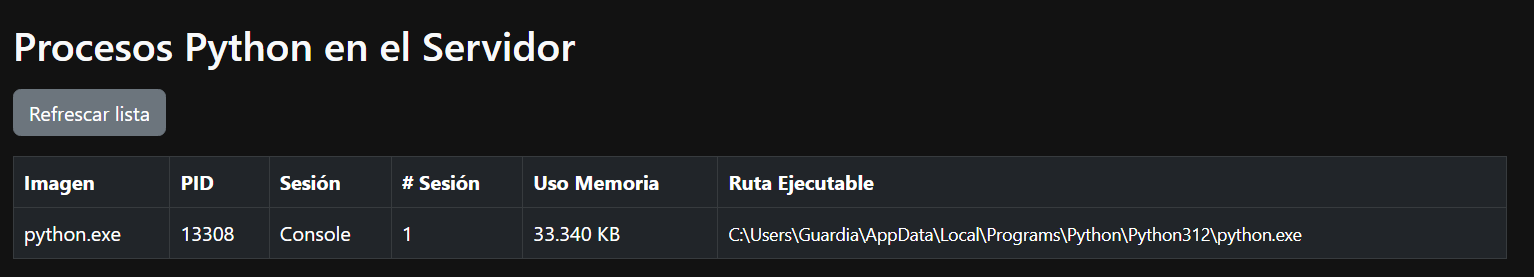 Procesos Python en el Servidor
Refrescar lista
Imagen PID Sesión # Sesión Uso Memoria Ruta Ejecutable
python.exe 13308 Console 1 33.340 KB C:\Users\Guardia\AppData\Local\Programs\Python\Python312\python.exe